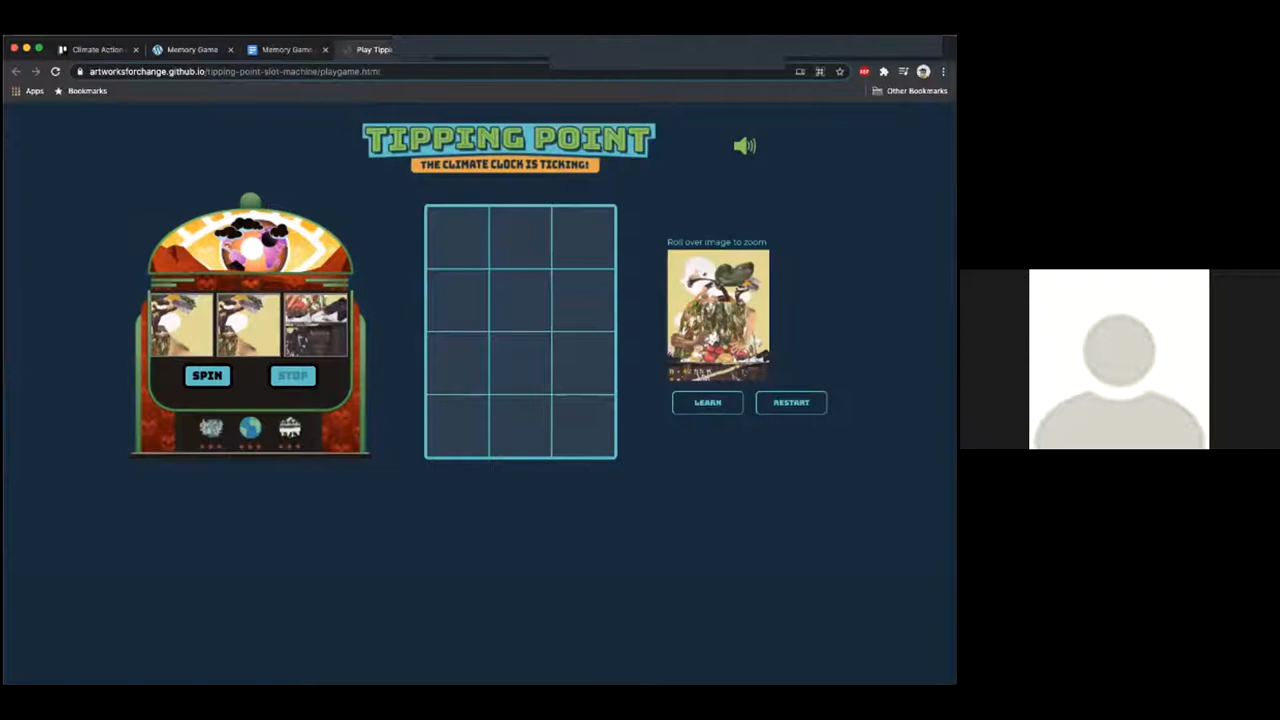 Climate Action
Memory Game
Memory Game
Play Tippi
artworksforchange.github.io/tipping-point-slot-machine/playgame.html
Apps
Bookmarks
Other Bookmarks
TIPPING POINT
THE CLIMATE CLOCK IS TICKING!
Roll over image to zoom
SPIN
STOP
LEARN
RESTART